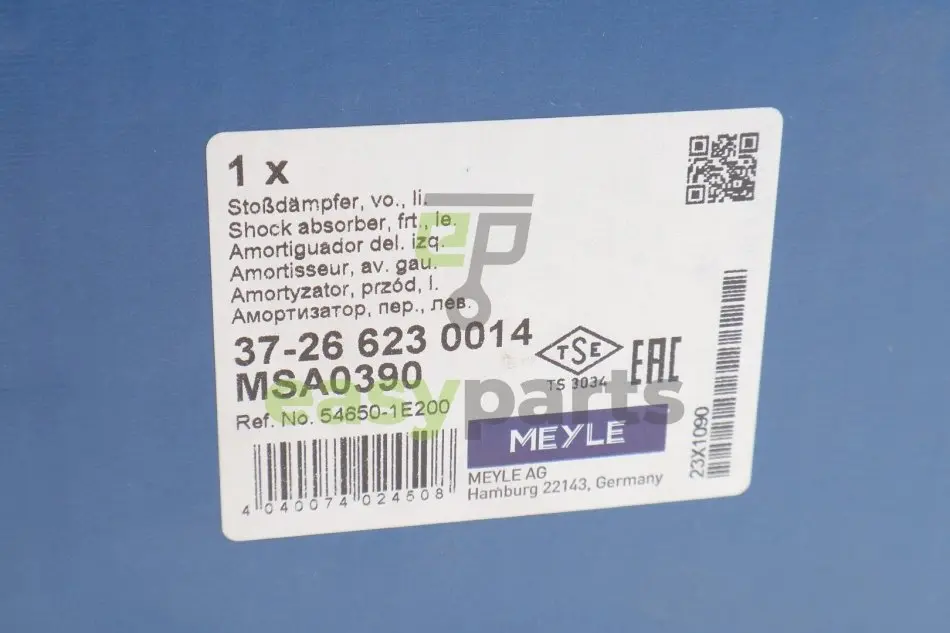 1 x
Stoßdämpfer, vo., li.
Shock absorber, frt., le.
Amortiguador del. izq.
Amortisseur, av. gau.
Amortyzator, przód, l.
Амортизатор, пер., лев.
37-26 623 0014
MSA0390
Ref. No. 54650-1E200
TSE
TS 3034
EAC
MEYLE
MEYLE AG
Hamburg 22143, Germany
4 040074 024508
23X1090
ep
easyparts